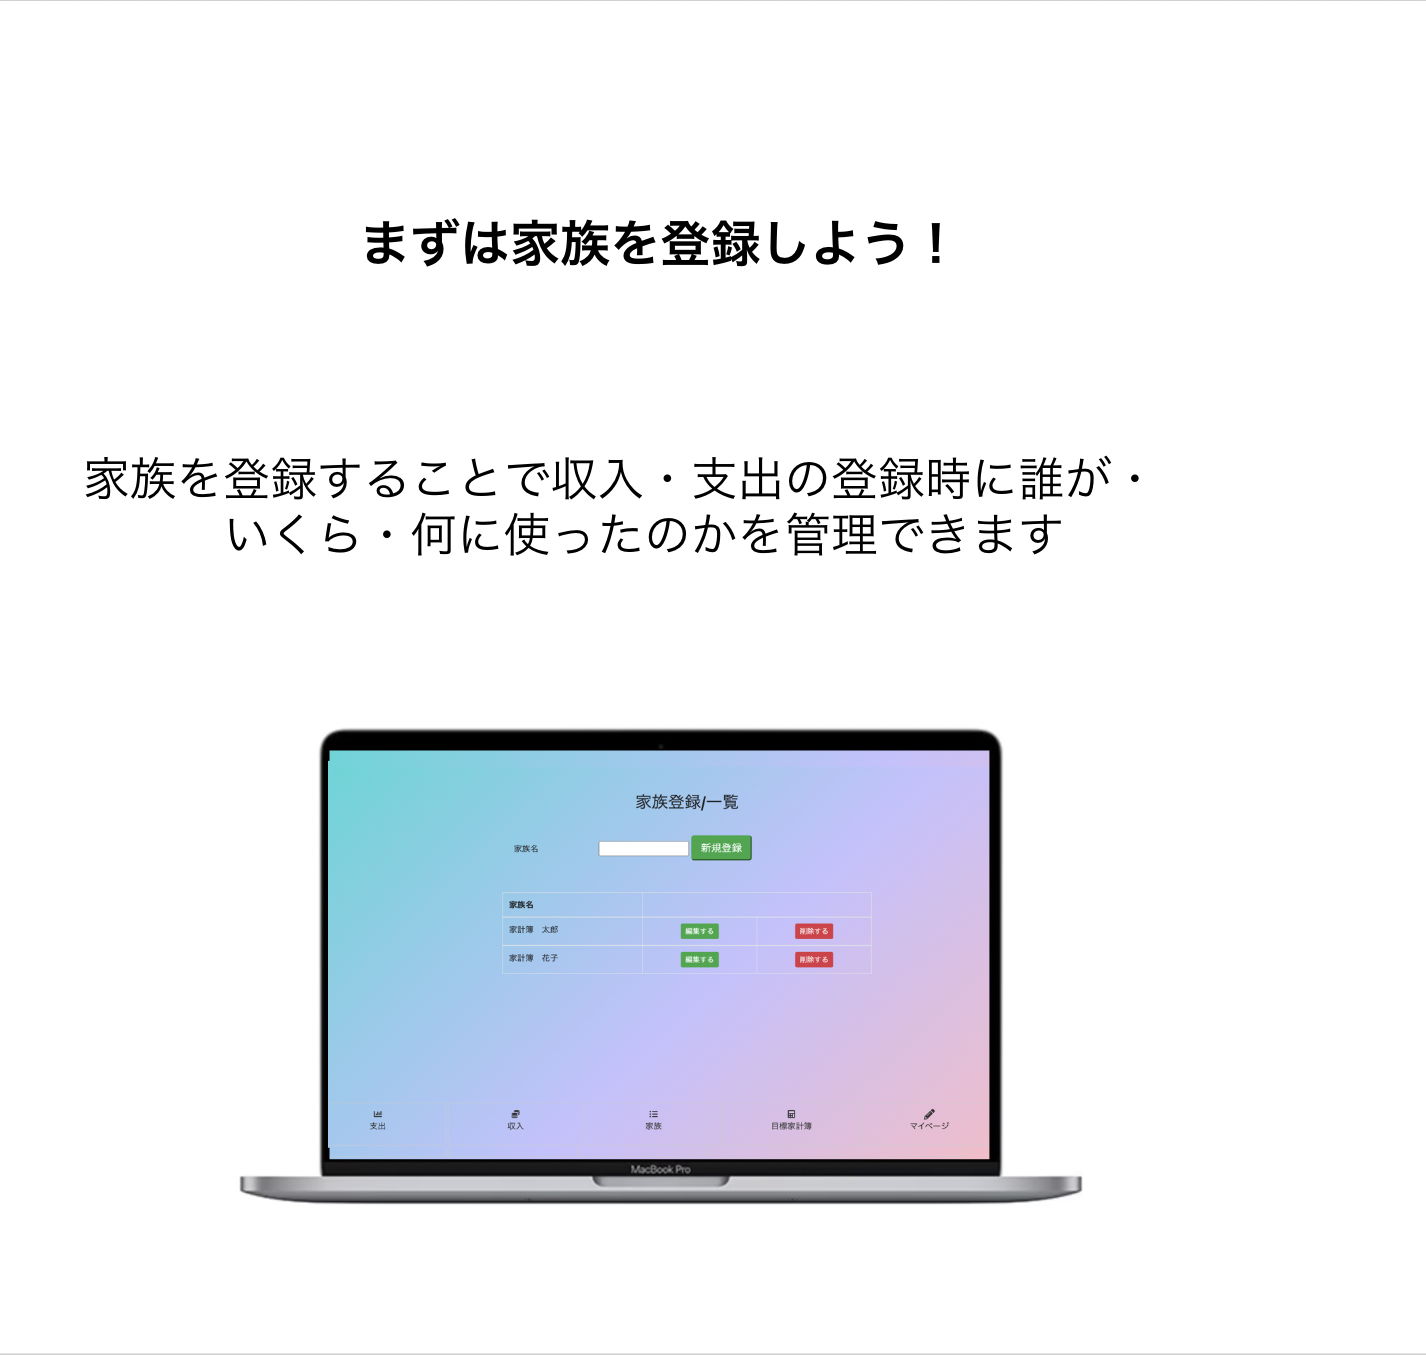 まずは家族を登録しよう！
家族を登録することで収入・支出の登録時に誰が・
いくら・何に使ったのかを管理できます
家族登録/一覧
家族名 新規登録
家族名
家計簿　太郎 編集する 削除する
家計簿　花子 編集する 削除する
支出 収入 家族 目標家計簿 マイページ
MacBook Pro